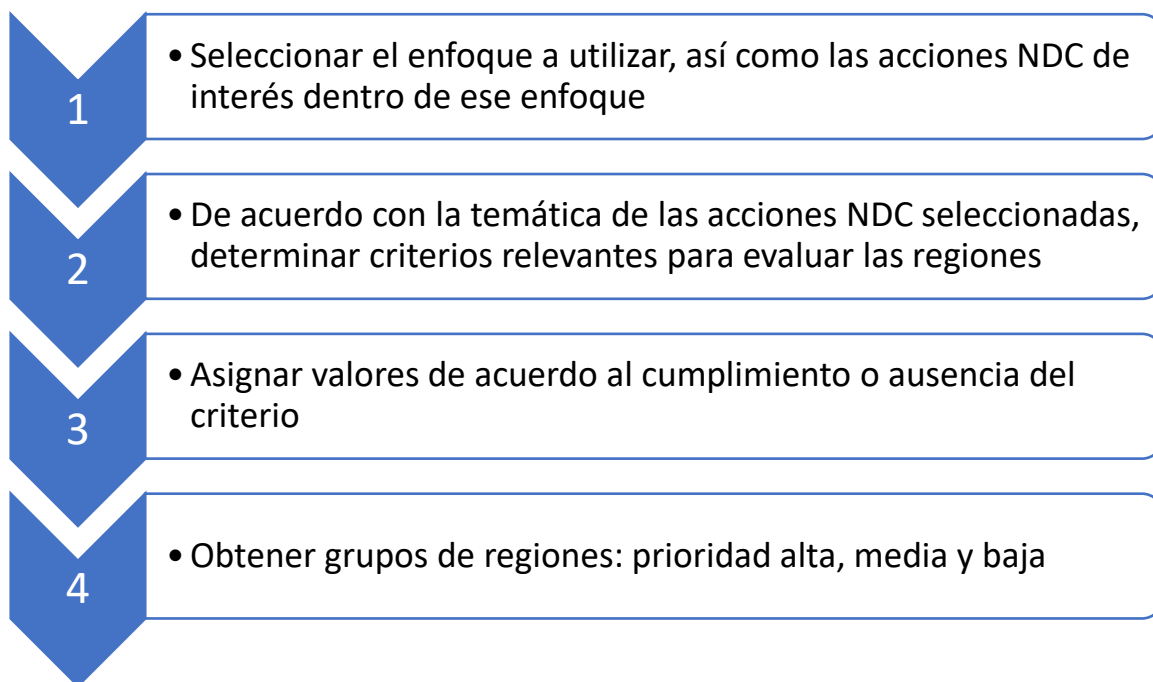 1
• Seleccionar el enfoque a utilizar, así como las acciones NDC de
interés dentro de ese enfoque
2
• De acuerdo con la temática de las acciones NDC seleccionadas,
determinar criterios relevantes para evaluar las regiones
3
• Asignar valores de acuerdo al cumplimiento o ausencia del
criterio
4
• Obtener grupos de regiones: prioridad alta, media y baja